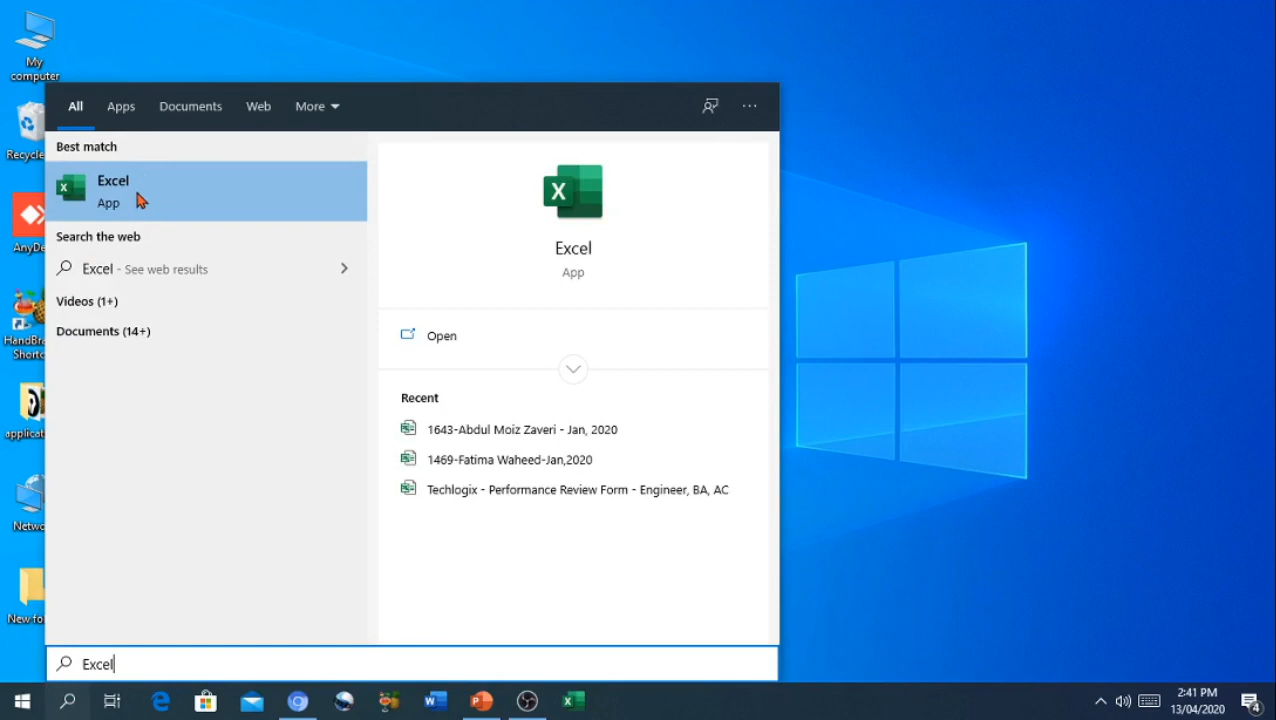 My
computer
Recycle
AnyDe
HandBra
Shortc
applicat
Netwo
New fo
All Apps Documents Web More
Best match
Excel
App
Search the web
Excel - See web results
Videos (1+)
Documents (14+)
Excel
App
Open
Recent
1643-Abdul Moiz Zaveri - Jan, 2020
1469-Fatima Waheed-Jan,2020
Techlogix - Performance Review Form - Engineer, BA, AC
Excel
2:41 PM
13/04/2020
4